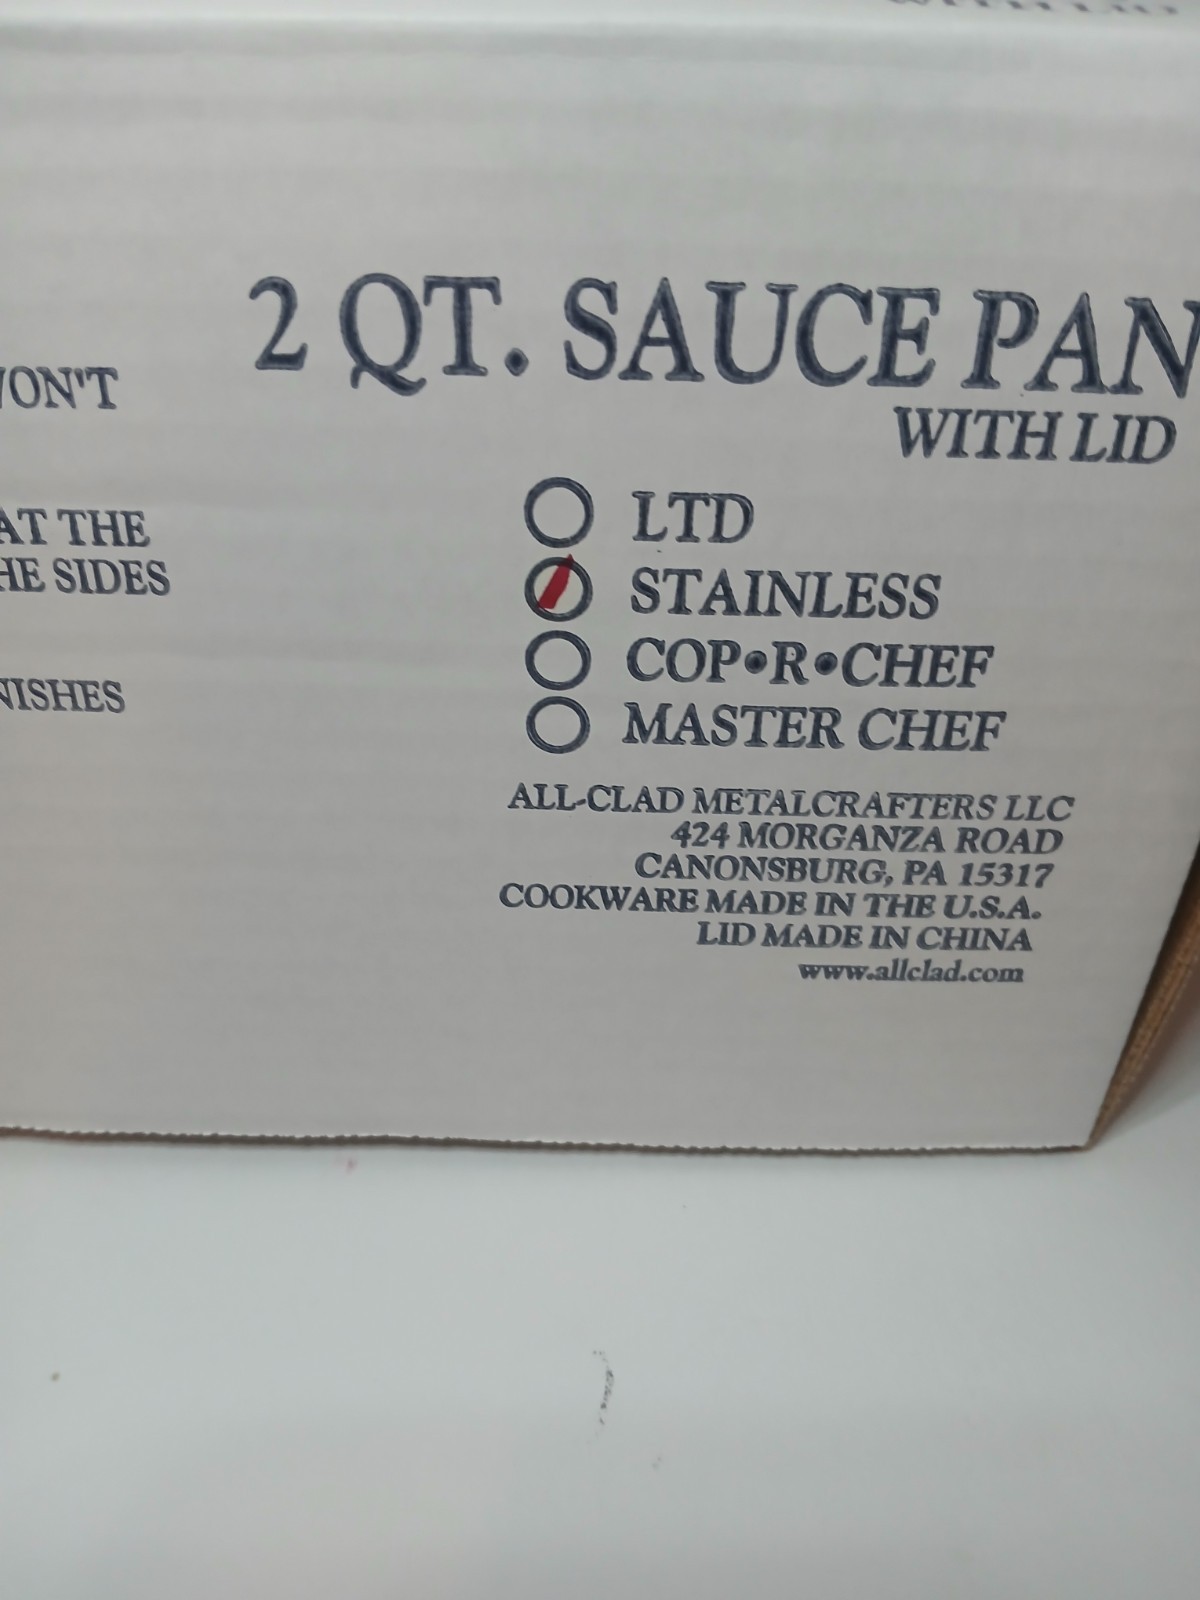 2 QT. SAUCE PAN
WITH LID
WON'T
AT THE
HE SIDES
NISHES
LTD
STAINLESS
COP•R•CHEF
MASTER CHEF
ALL-CLAD METALCRAFTERS LLC
424 MORGANZA ROAD
CANONSBURG, PA 15317
COOKWARE MADE IN THE U.S.A.
LID MADE IN CHINA
www.allclad.com